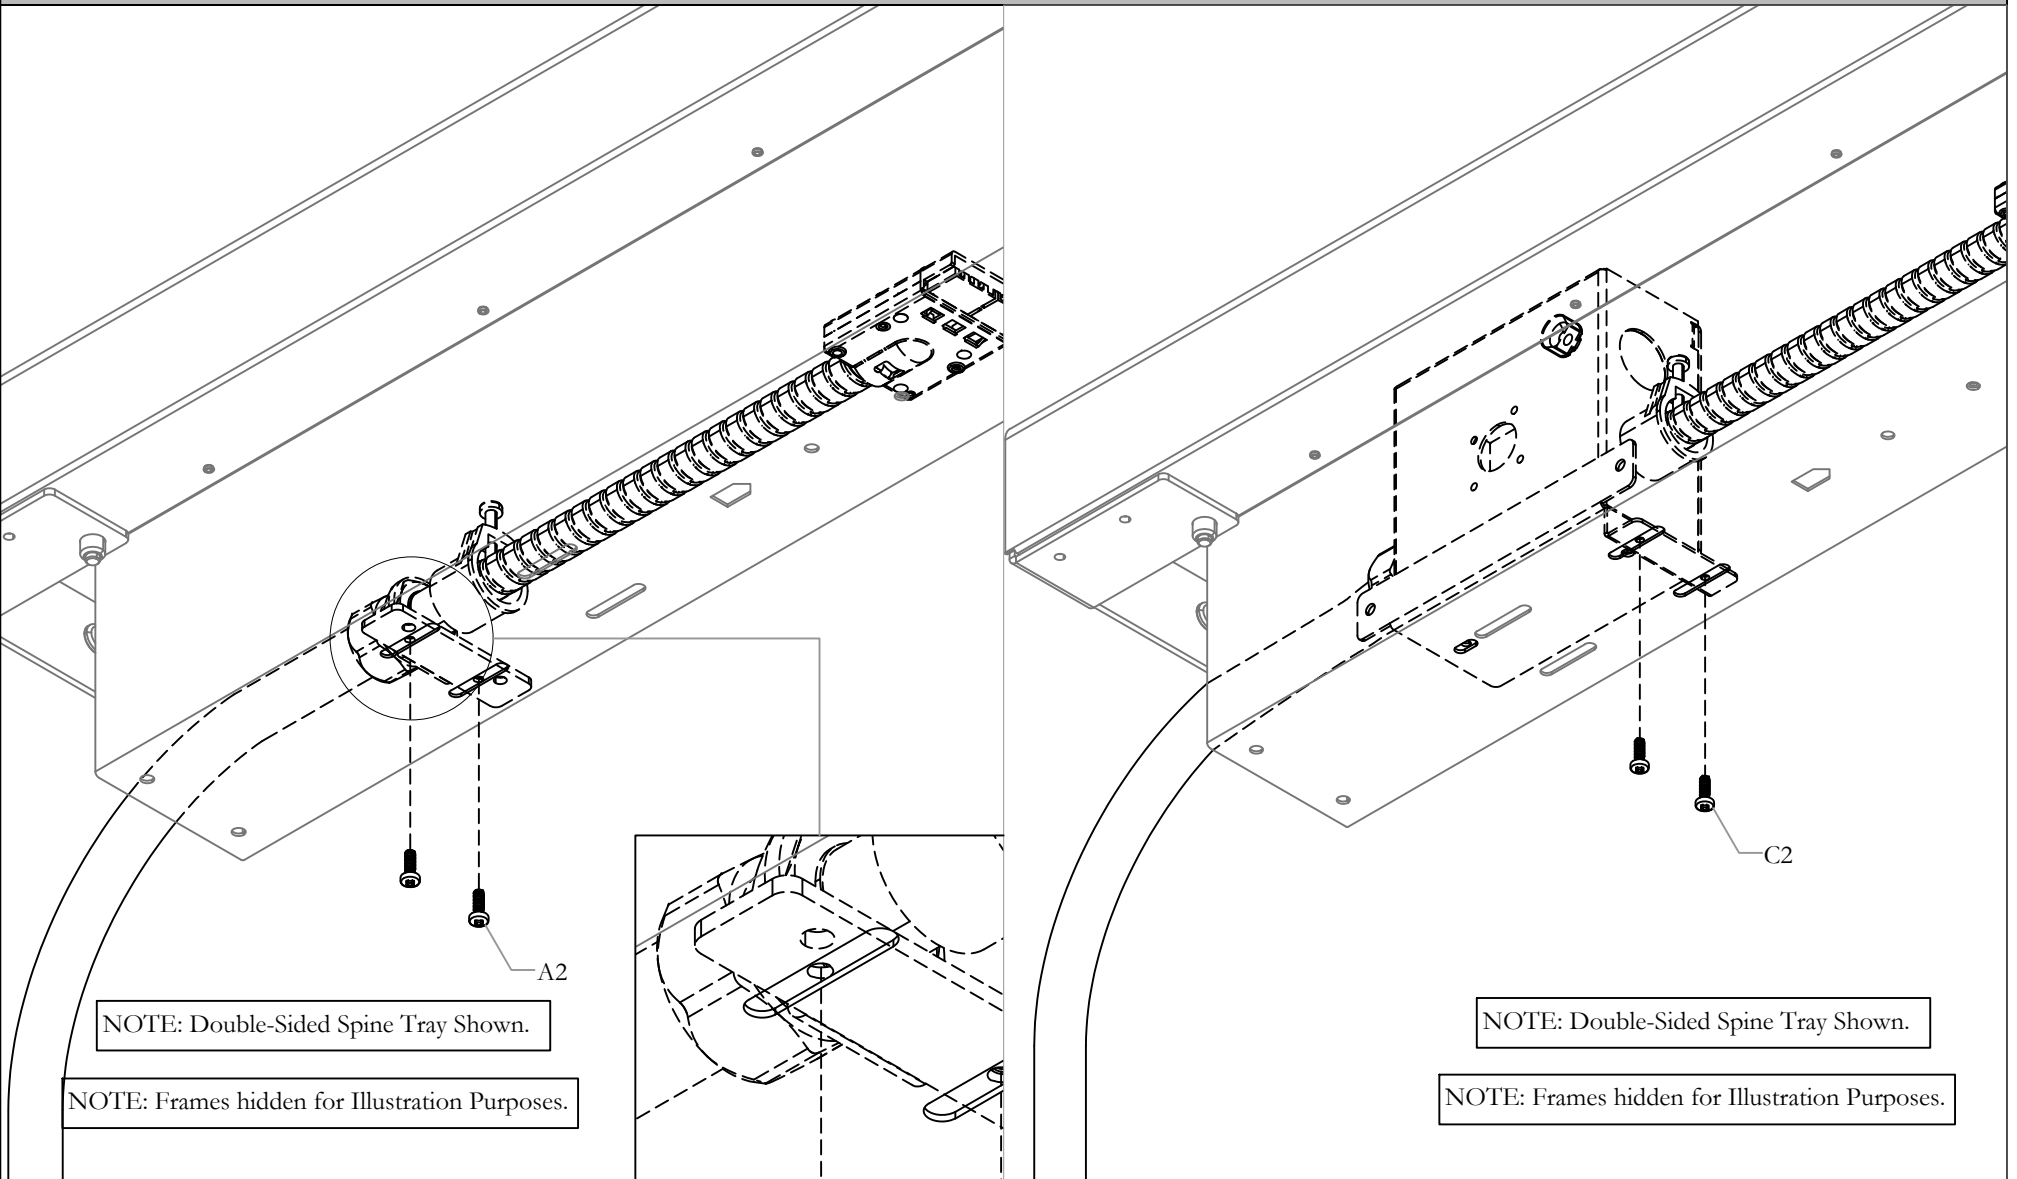 A2
NOTE: Double-Sided Spine Tray Shown.
NOTE: Frames hidden for Illustration Purposes.
C2
NOTE: Double-Sided Spine Tray Shown.
NOTE: Frames hidden for Illustration Purposes.